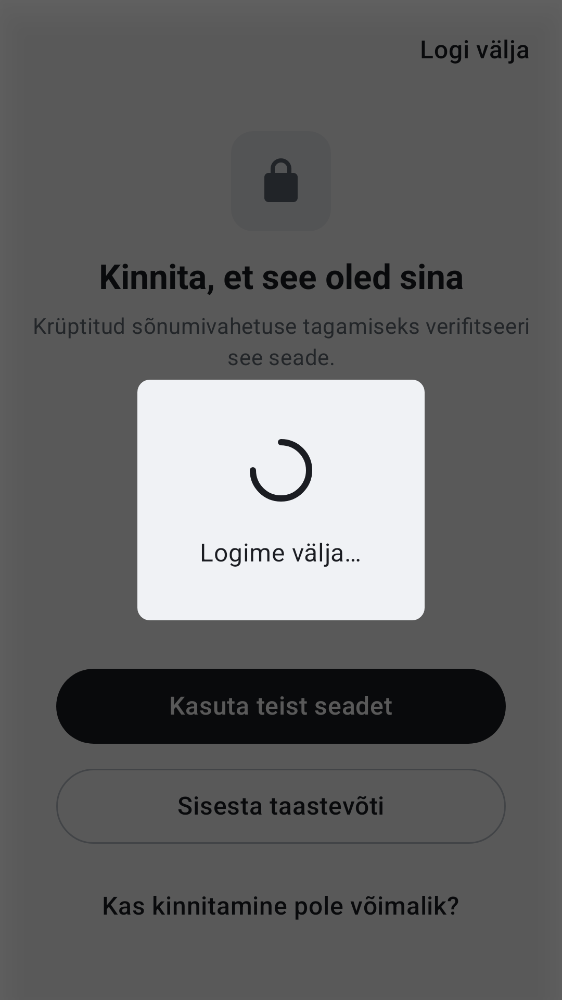 Logi välja
Kinnita, et see oled sina
Krüptitud sõnumivahetuse tagamiseks verifitseeri
see seade.
Logime välja…
Kasuta teist seadet
Sisesta taastevõti
Kas kinnitamine pole võimalik?